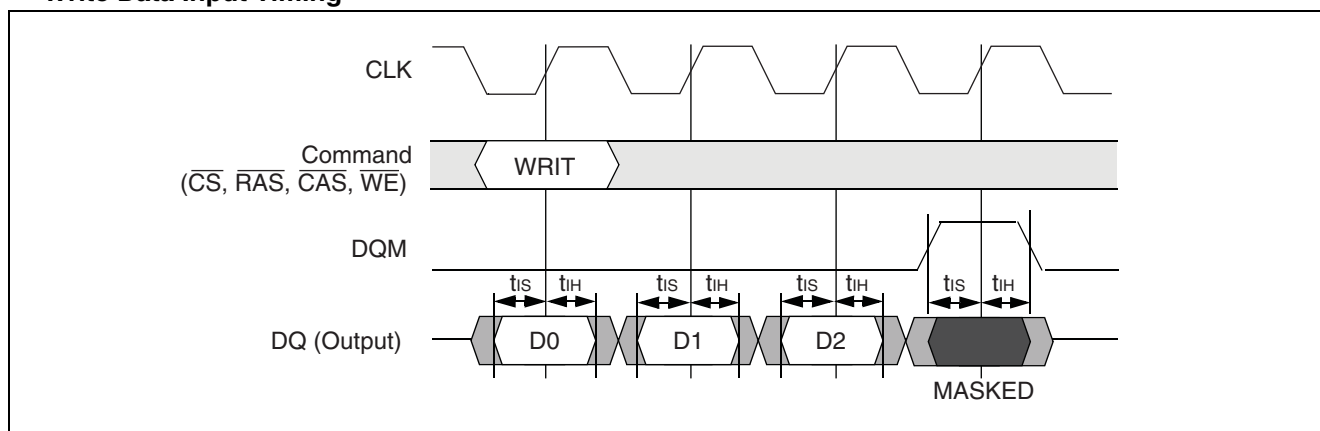 Write Data Input Timing
CLK
Command
(CS, RAS, CAS, WE)
WRIT
DQM
tIS tIH tIS tIH tIS tIH tIS tIH
DQ (Output)
D0 D1 D2
MASKED